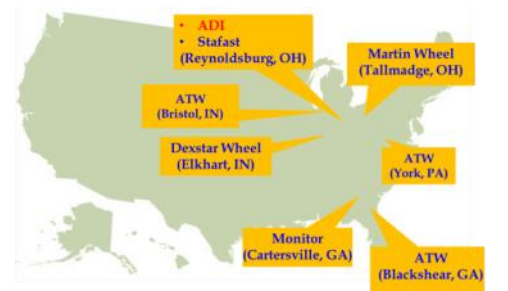 • ADI
• Stafast
(Reynoldsburg, OH)
Martin Wheel
(Tallmadge, OH)
ATW
(Bristol, IN)
Dexstar Wheel
(Elkhart, IN)
ATW
(York, PA)
Monitor
(Cartersville, GA)
ATW
(Blackshear, GA)